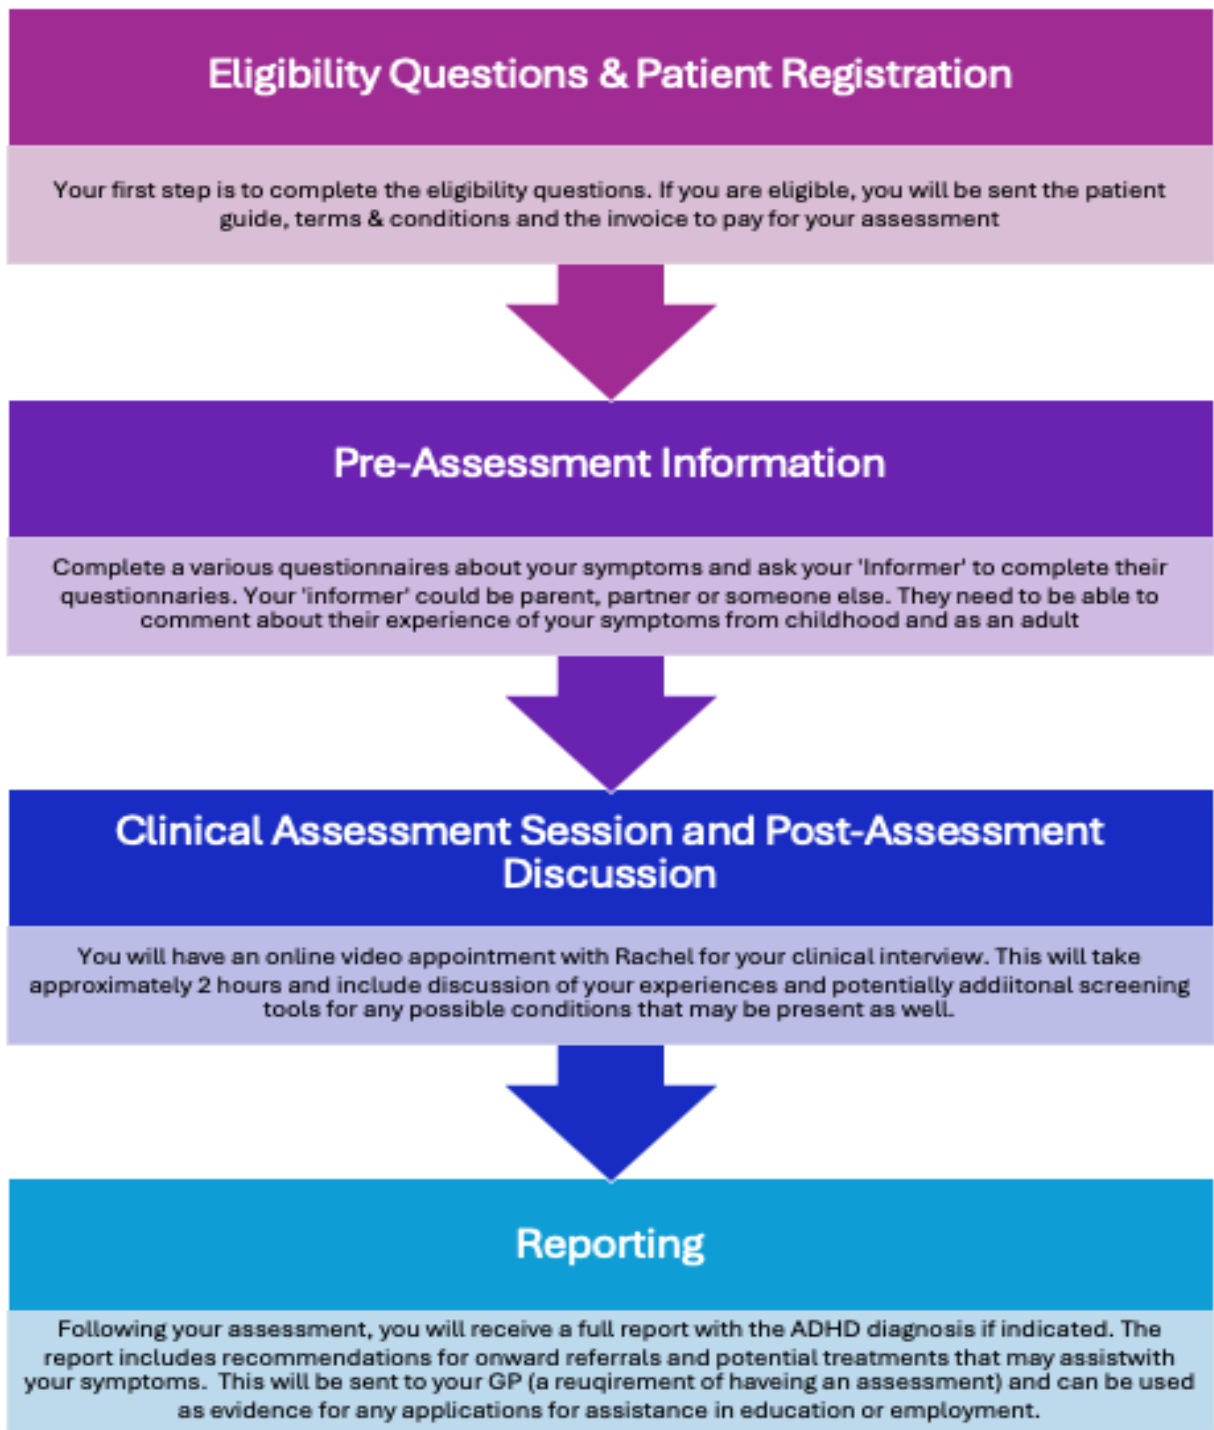 Eligibility Questions & Patient Registration
Your first step is to complete the eligibility questions. If you are eligible, you will be sent the patient
guide, terms & conditions and the invoice to pay for your assessment
Pre-Assessment Information
Complete a various questionnaires about your symptoms and ask your 'Informer' to complete their
questionnaries. Your 'informer' could be parent, partner or someone else. They need to be able to
comment about their experience of your symptoms from childhood and as an adult
Clinical Assessment Session and Post-Assessment
Discussion
You will have an online video appointment with Rachel for your clinical interview. This will take
approximately 2 hours and include discussion of your experiences and potentially addiitonal screening
tools for any possible conditions that may be present as well.
Reporting
Following your assessment, you will receive a full report with the ADHD diagnosis if indicated. The
report includes recommendations for onward referrals and potential treatments that may assistwith
your symptoms. This will be sent to your GP (a reuqirement of haveing an assessment) and can be used
as evidence for any applications for assistance in education or employment.